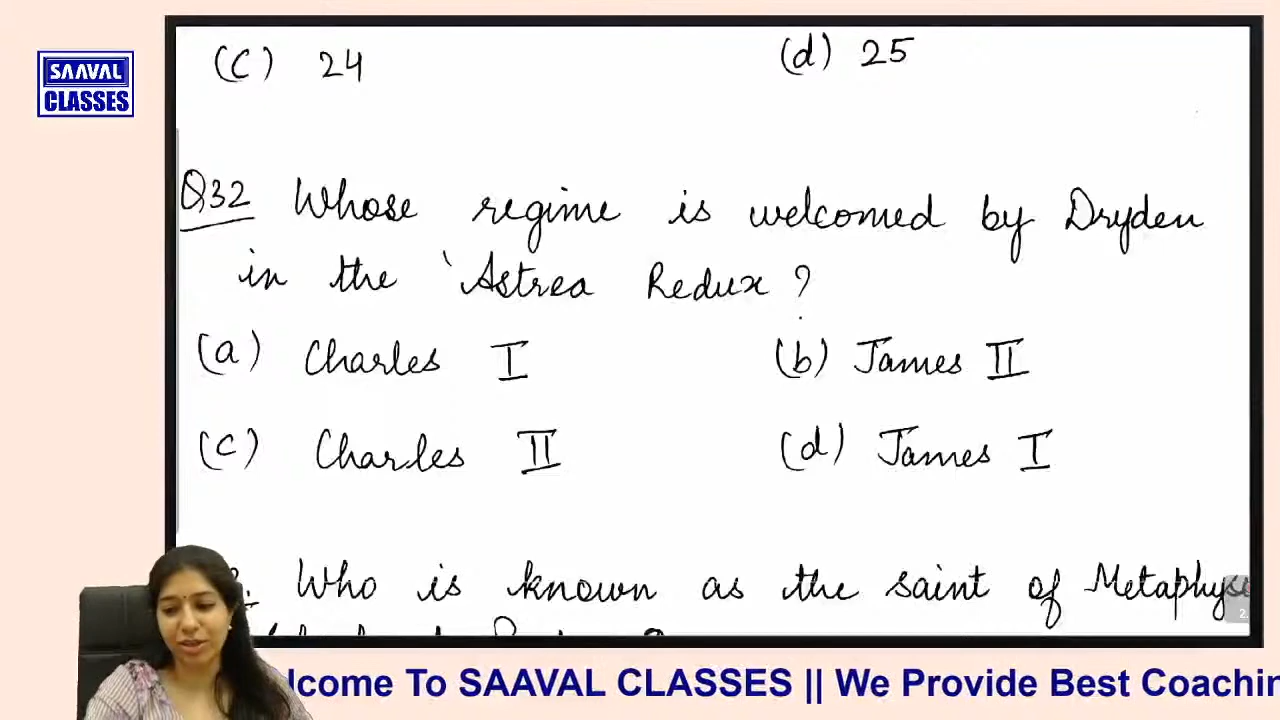 (c) 24 (d) 25
SAAVAL
CLASSES
Q32 Whose regime is welcomed by Dryden
in the 'Astrea Redux ?
(a) Charles I (b) James II
(c) Charles II (d) James I
Who is known as the saint of Metaphysi
lcome To SAAVAL CLASSES || We Provide Best Coachin